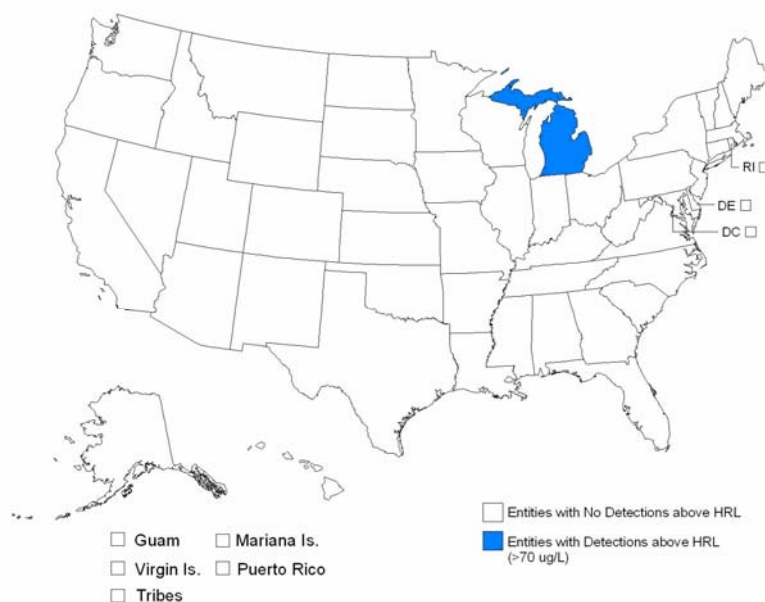 RI
DE
DC
Entities with No Detections above HRL
Entities with Detections above HRL
(>70 ug/L)
Guam Mariana Is.
Virgin Is. Puerto Rico
Tribes